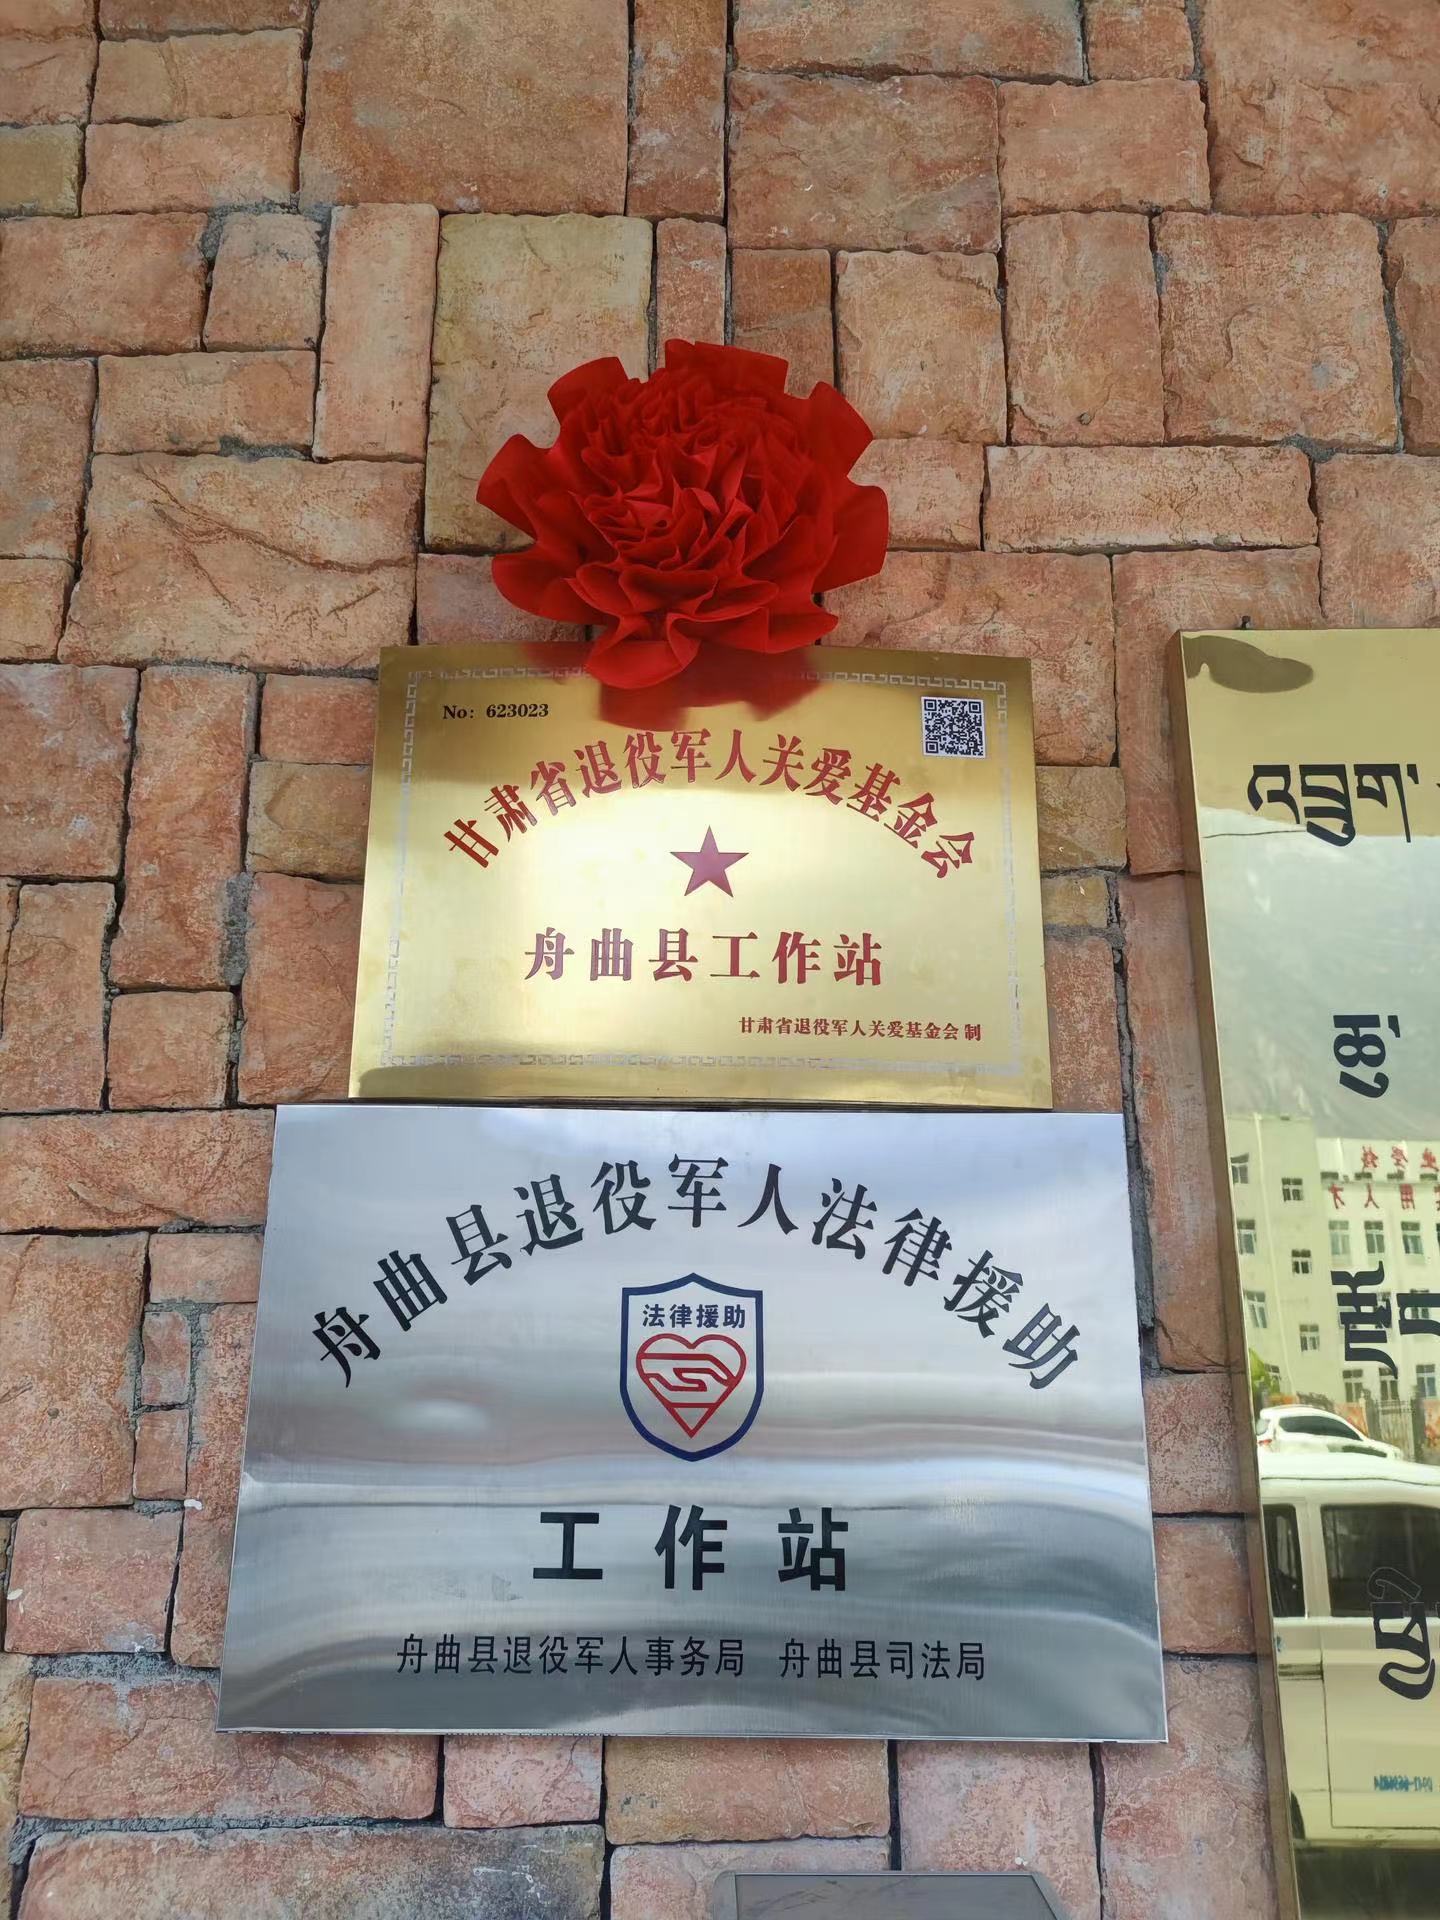 No: 623023
甘肃省退役军人关爱基金会
舟曲县工作站
甘肃省退役军人关爱基金会 制
舟曲县退役军人法律援助
法律援助
工作站
舟曲县退役军人事务局 舟曲县司法局